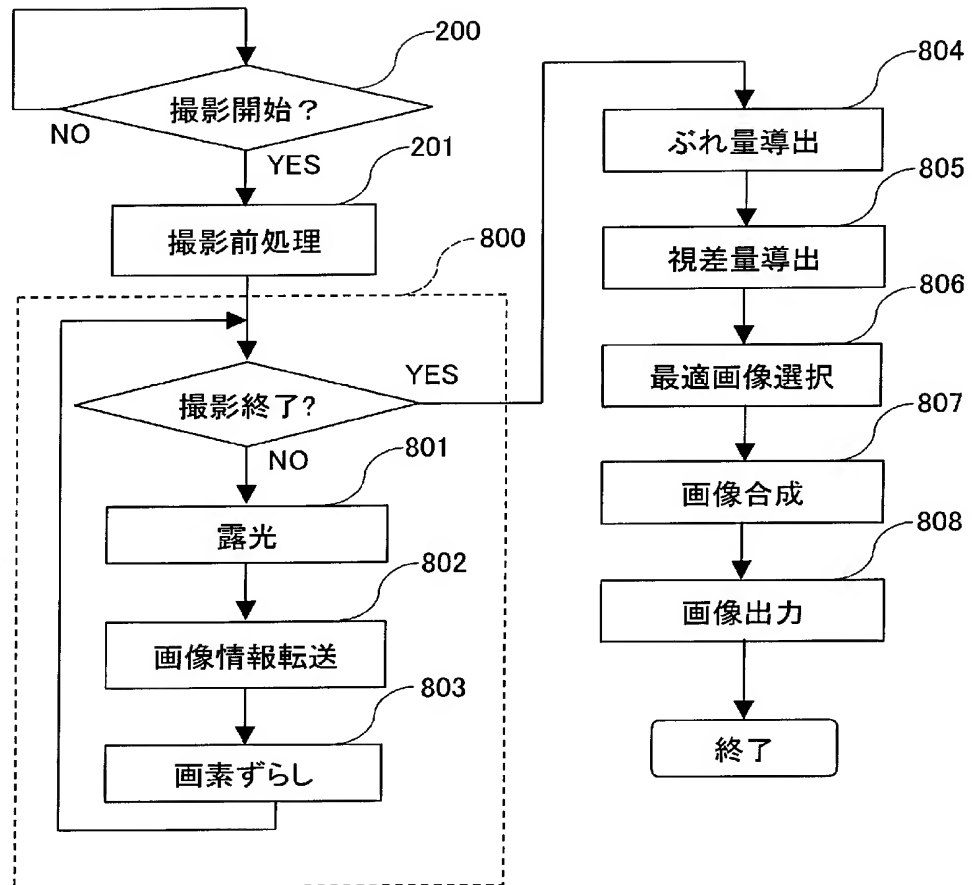 200
撮影開始？
NO
YES
201
撮影前処理
800
撮影終了?
YES
NO
801
露光
802
画像情報転送
803
画素ずらし
804
ぶれ量導出
805
視差量導出
806
最適画像選択
807
画像合成
808
画像出力
終了